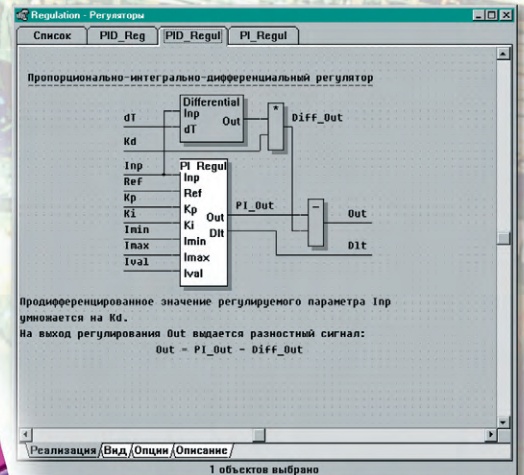 Regulation - Регуляторы
Список PID_Reg PID_Regul PI_Regul
Пропорционально-интегрально-дифференциальный регулятор
Differential
Inp
dT
Out
*
Diff_Out
dT
Kd
Inp
Ref
Kp
Ki
Imin
Imax
Ival
PI_Regul
Inp
Ref
Kp
Ki
Imin
Imax
Ival
Out
Dlt
PI_Out
-
Out
Dlt
Продифференцированное значение регулируемого параметра Inp
умножается на Kd.
На выход регулирования Out выдается разностный сигнал:
Out = PI_Out - Diff_Out
Реализация Вид Опции Описание
1 объектов выбрано